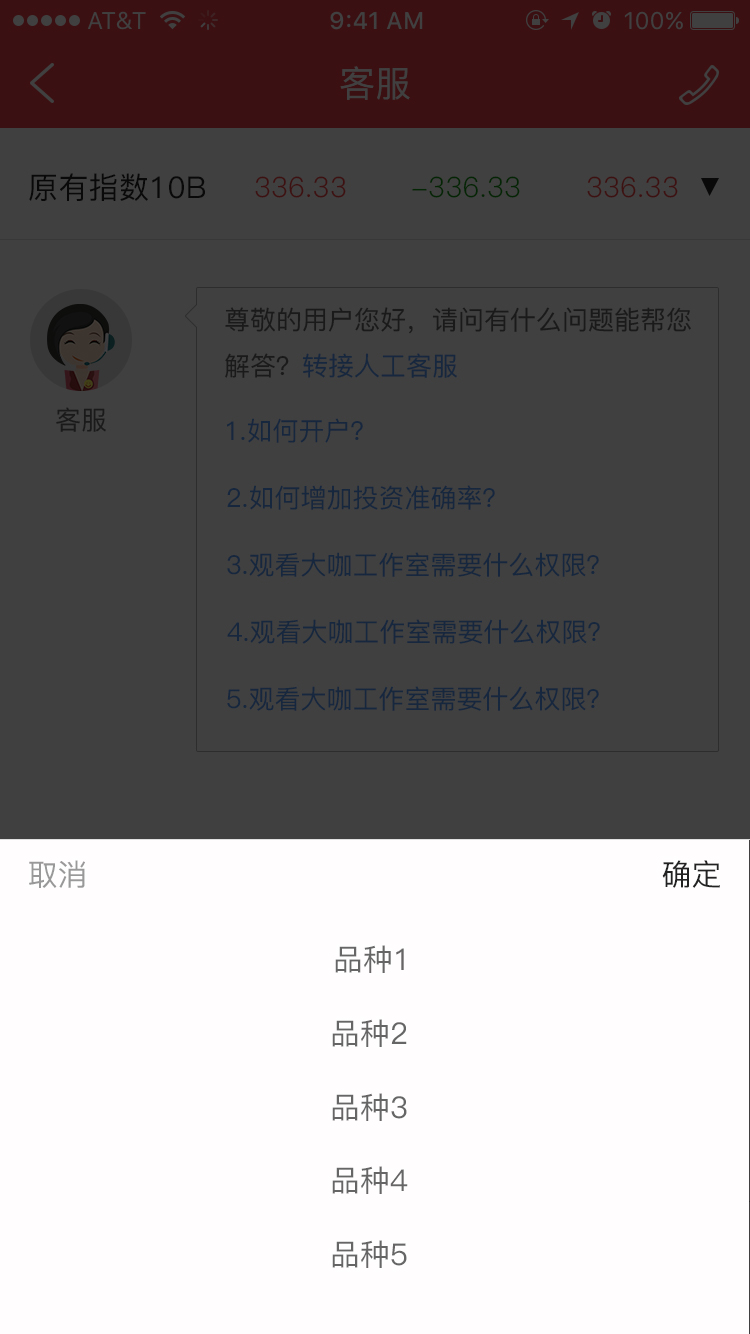 ●●●●● AT&T 9:41 AM 100%
客服
原有指数10B 336.33 -336.33 336.33 ▼
尊敬的用户您好，请问有什么问题能帮您
解答？转接人工客服
客服
1.如何开户？
2.如何增加投资准确率？
3.观看大咖工作室需要什么权限？
4.观看大咖工作室需要什么权限？
5.观看大咖工作室需要什么权限？
取消 确定
品种1
品种2
品种3
品种4
品种5